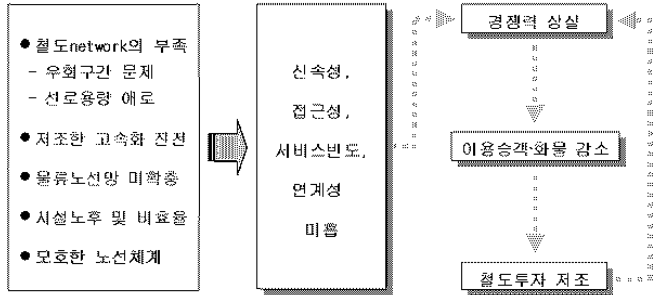 ● 철도network의 부족
- 우회구간 문제
- 선로용량 애로
● 저조한 고속화 진전
● 물류노선망 미확충
● 시설노후 및 비효율
● 모호한 노선체계
신속성,
접근성,
서비스빈도,
연계성
미흡
경쟁력 상실
이용승객·화물 감소
철도투자 저조